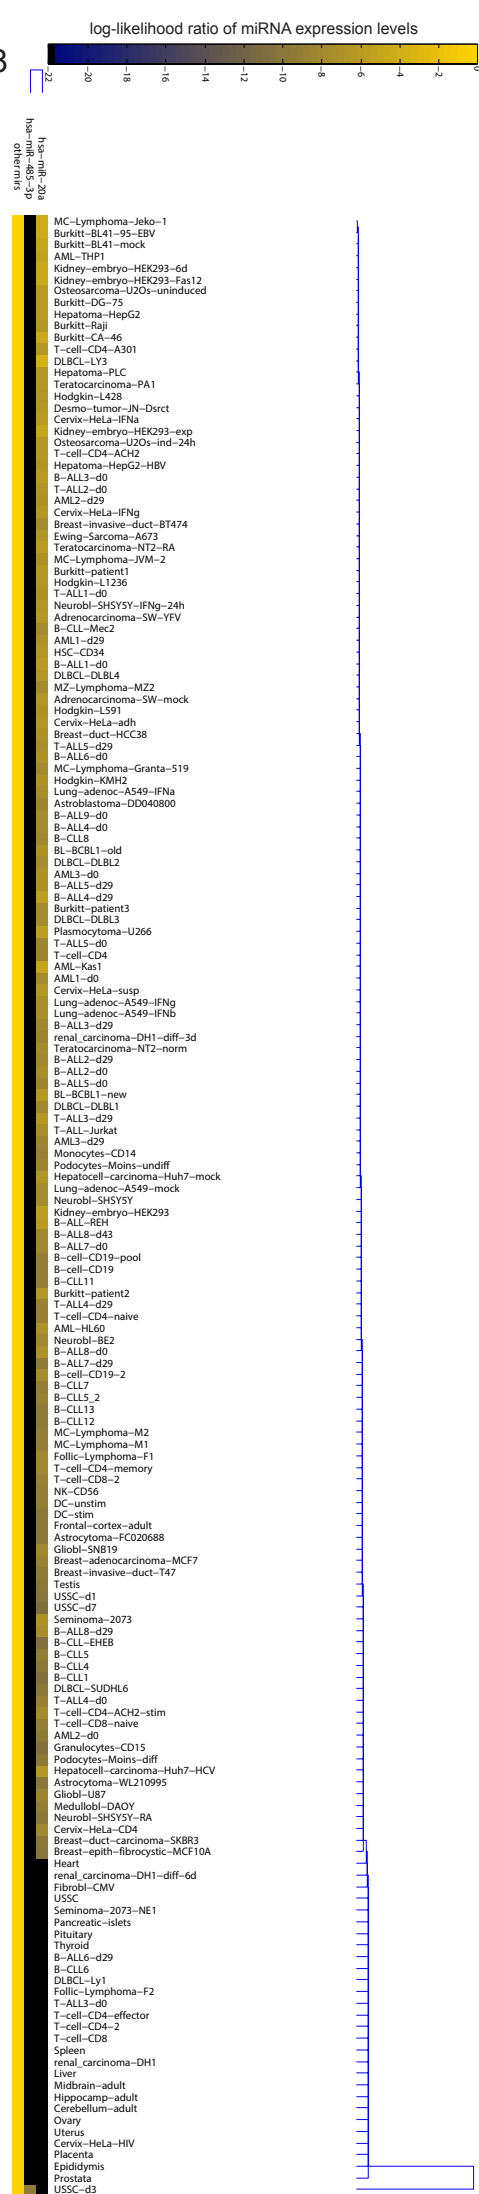 log-likelihood ratio of miRNA expression levels
B
-22
-20
-18
-16
-14
-12
-10
-8
-6
-4
-2
0
hsa−miR−20a
hsa−miR−485−3p
other mirs
MC−Lymphoma−Jeko−1
Burkitt−BL41−95−EBV
Burkitt−BL41−mock
AML−THP1
Kidney−embryo−HEK293−6d
Kidney−embryo−HEK293−Fas12
Osteosarcoma−U2Os−uninduced
Burkitt−DG−75
Hepatoma−HepG2
Burkitt−Raji
Burkitt−CA−46
T−cell−CD4−A301
DLBCL−LY3
Hepatoma−PLC
Teratocarcinoma−PA1
Hodgkin−L428
Desmo−tumor−JN−Dsrct
Cervix−HeLa−IFNa
Kidney−embryo−HEK293−exp
Osteosarcoma−U2Os−ind−24h
T−cell−CD4−ACH2
Hepatoma−HepG2−HBV
B−ALL3−d0
T−ALL2−d0
AML2−d29
Cervix−HeLa−IFNg
Breast−invasive−duct−BT474
Ewing−Sarcoma−A673
Teratocarcinoma−NT2−RA
MC−Lymphoma−JVM−2
Burkitt−patient1
Hodgkin−L1236
T−ALL1−d0
Neurobl−SHSY5Y−IFNg−24h
Adrenocarcinoma−SW−YFV
B−CLL−Mec2
AML1−d29
HSC−CD34
B−ALL1−d0
DLBCL−DLBL4
MZ−Lymphoma−MZ2
Adrenocarcinoma−SW−mock
Hodgkin−L591
Cervix−HeLa−adh
Breast−duct−HCC38
T−ALL5−d29
B−ALL6−d0
MC−Lymphoma−Granta−519
Hodgkin−KMH2
Lung−adenoc−A549−IFNa
Astroblastoma−DD040800
B−ALL9−d0
B−ALL4−d0
B−CLL8
BL−BCBL1−old
DLBCL−DLBL2
AML3−d0
B−ALL5−d29
B−ALL4−d29
Burkitt−patient3
DLBCL−DLBL3
Plasmocytoma−U266
T−ALL5−d0
T−cell−CD4
AML−Kas1
AML1−d0
Cervix−HeLa−susp
Lung−adenoc−A549−IFNg
Lung−adenoc−A549−IFNb
B−ALL3−d29
renal_carcinoma−DH1−diff−3d
Teratocarcinoma−NT2−norm
B−ALL2−d29
B−ALL2−d0
B−ALL5−d0
BL−BCBL1−new
DLBCL−DLBL1
T−ALL3−d29
T−ALL−Jurkat
AML3−d29
Monocytes−CD14
Podocytes−Moins−undiff
Hepatocell−carcinoma−Huh7−mock
Lung−adenoc−A549−mock
Neurobl−SHSY5Y
Kidney−embryo−HEK293
B−ALL−REH
B−ALL8−d43
B−ALL7−d0
B−cell−CD19−pool
B−cell−CD19
B−CLL11
Burkitt−patient2
T−ALL4−d29
T−cell−CD4−naive
AML−HL60
Neurobl−BE2
B−ALL8−d0
B−ALL7−d29
B−cell−CD19−2
B−CLL7
B−CLL5_2
B−CLL13
B−CLL12
MC−Lymphoma−M2
MC−Lymphoma−M1
Follic−Lymphoma−F1
T−cell−CD4−memory
T−cell−CD8−2
NK−CD56
DC−unstim
DC−stim
Frontal−cortex−adult
Astrocytoma−FC020688
Gliobl−SNB19
Breast−adenocarcinoma−MCF7
Breast−invasive−duct−T47
Testis
USSC−d1
USSC−d7
Seminoma−2073
B−ALL8−d29
B−CLL−EHEB
B−CLL5
B−CLL4
B−CLL1
DLBCL−SUDHL6
T−ALL4−d0
T−cell−CD4−ACH2−stim
T−cell−CD8−naive
AML2−d0
Granulocytes−CD15
Podocytes−Moins−diff
Hepatocell−carcinoma−Huh7−HCV
Astrocytoma−WL210995
Gliobl−U87
Medullobl−DAOY
Neurobl−SHSY5Y−RA
Cervix−HeLa−CD4
Breast−duct−carcinoma−SKBR3
Breast−epith−fibrocystic−MCF10A
Heart
renal_carcinoma−DH1−diff−6d
Fibrobl−CMV
USSC
Seminoma−2073−NE1
Pancreatic−islets
Pituitary
Thyroid
B−ALL6−d29
B−CLL6
DLBCL−Ly1
Follic−Lymphoma−F2
T−ALL3−d0
T−cell−CD4−effector
T−cell−CD4−2
T−cell−CD8
Spleen
renal_carcinoma−DH1
Liver
Midbrain−adult
Hippocamp−adult
Cerebellum−adult
Ovary
Uterus
Cervix−HeLa−HIV
Placenta
Epididymis
Prostata
USSC−d3